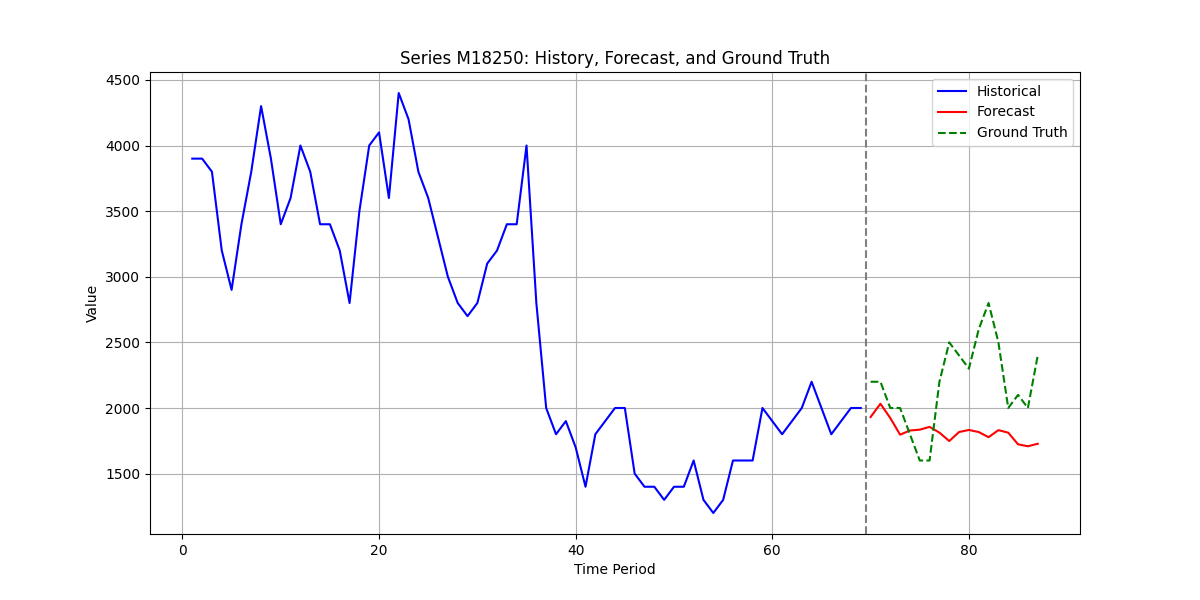 Series M18250: History, Forecast, and Ground Truth
4500
4000
3500
3000
2500
2000
1500
Value
0
20
40
60
80
Time Period
Historical
Forecast
Ground Truth